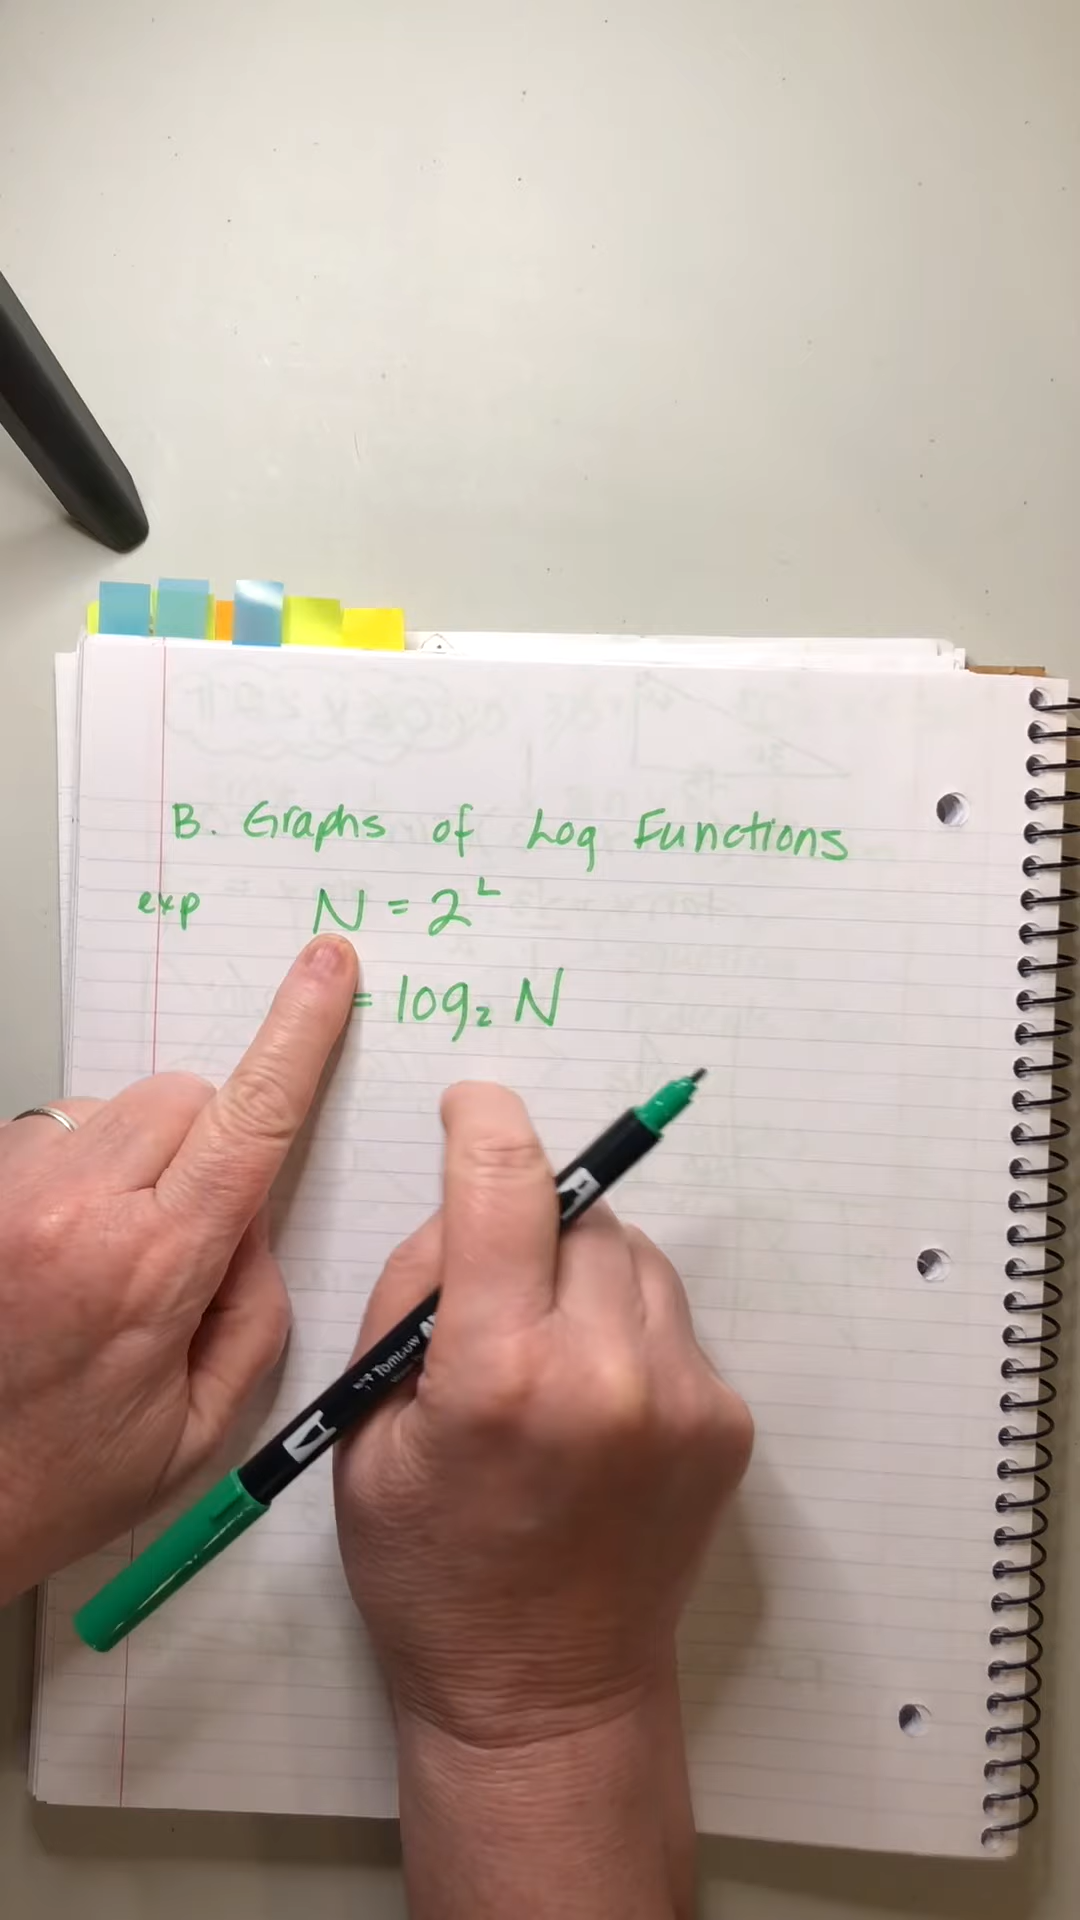 B. Graphs of Log Functions
exp N = 2^L
= log₂ N
Tombow